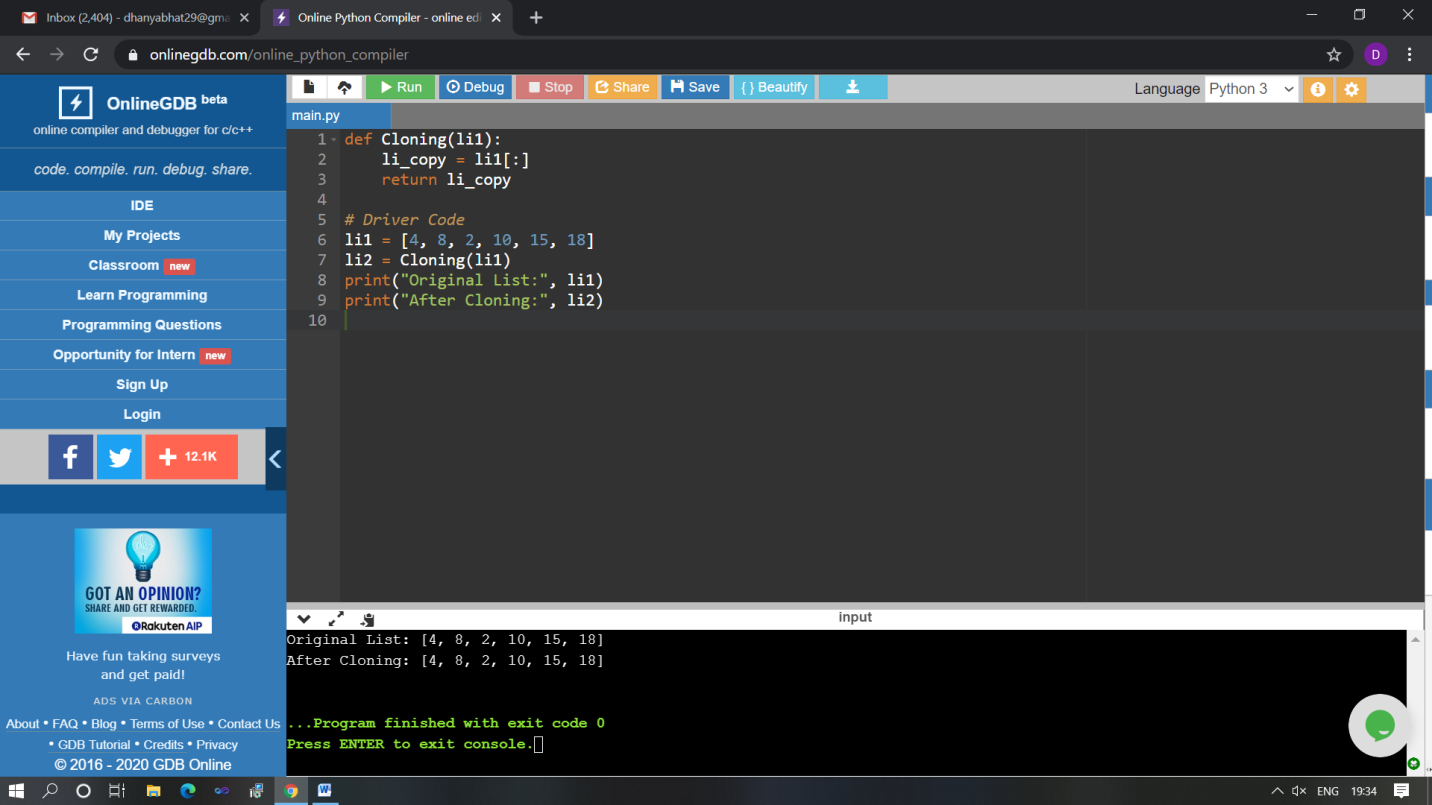 Inbox (2,404) - dhanyabhat29@gma
Online Python Compiler - online edi
onlinegdb.com/online_python_compiler
D
OnlineGDB beta
online compiler and debugger for c/c++
code. compile. run. debug. share.
IDE
My Projects
Classroom new
Learn Programming
Programming Questions
Opportunity for Intern new
Sign Up
Login
f
12.1K
GOT AN OPINION?
SHARE AND GET REWARDED.
Rakuten AIP
Have fun taking surveys
and get paid!
ADS VIA CARBON
About • FAQ • Blog • Terms of Use • Contact Us
• GDB Tutorial • Credits • Privacy
© 2016 - 2020 GDB Online
Run Debug Stop Share Save { } Beautify
Language Python 3
main.py
1 def Cloning(li1):
2 li_copy = li1[:]
3 return li_copy
4
5 # Driver Code
6 li1 = [4, 8, 2, 10, 15, 18]
7 li2 = Cloning(li1)
8 print("Original List:", li1)
9 print("After Cloning:", li2)
10
input
Original List: [4, 8, 2, 10, 15, 18]
After Cloning: [4, 8, 2, 10, 15, 18]
...Program finished with exit code 0
Press ENTER to exit console.
ENG 19:34